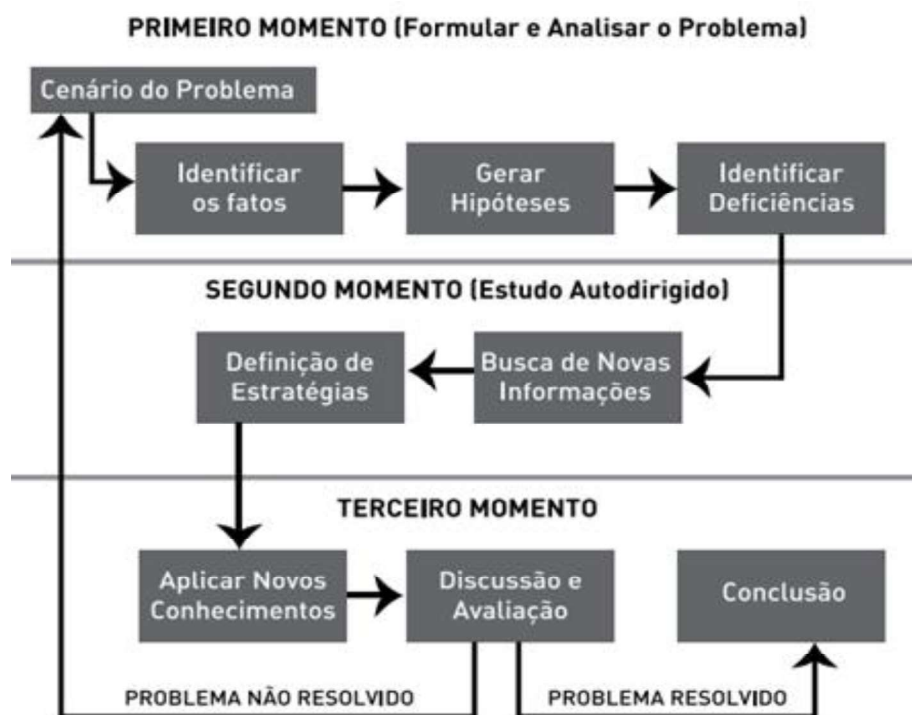 PRIMEIRO MOMENTO (Formular e Analisar o Problema)
Cenário do Problema
Identificar
os fatos
Gerar
Hipóteses
Identificar
Deficiências
SEGUNDO MOMENTO (Estudo Autodirigido)
Definição de
Estratégias
Busca de Novas
Informações
TERCEIRO MOMENTO
Aplicar Novos
Conhecimentos
Discussão e
Avaliação
Conclusão
PROBLEMA NÃO RESOLVIDO
PROBLEMA RESOLVIDO